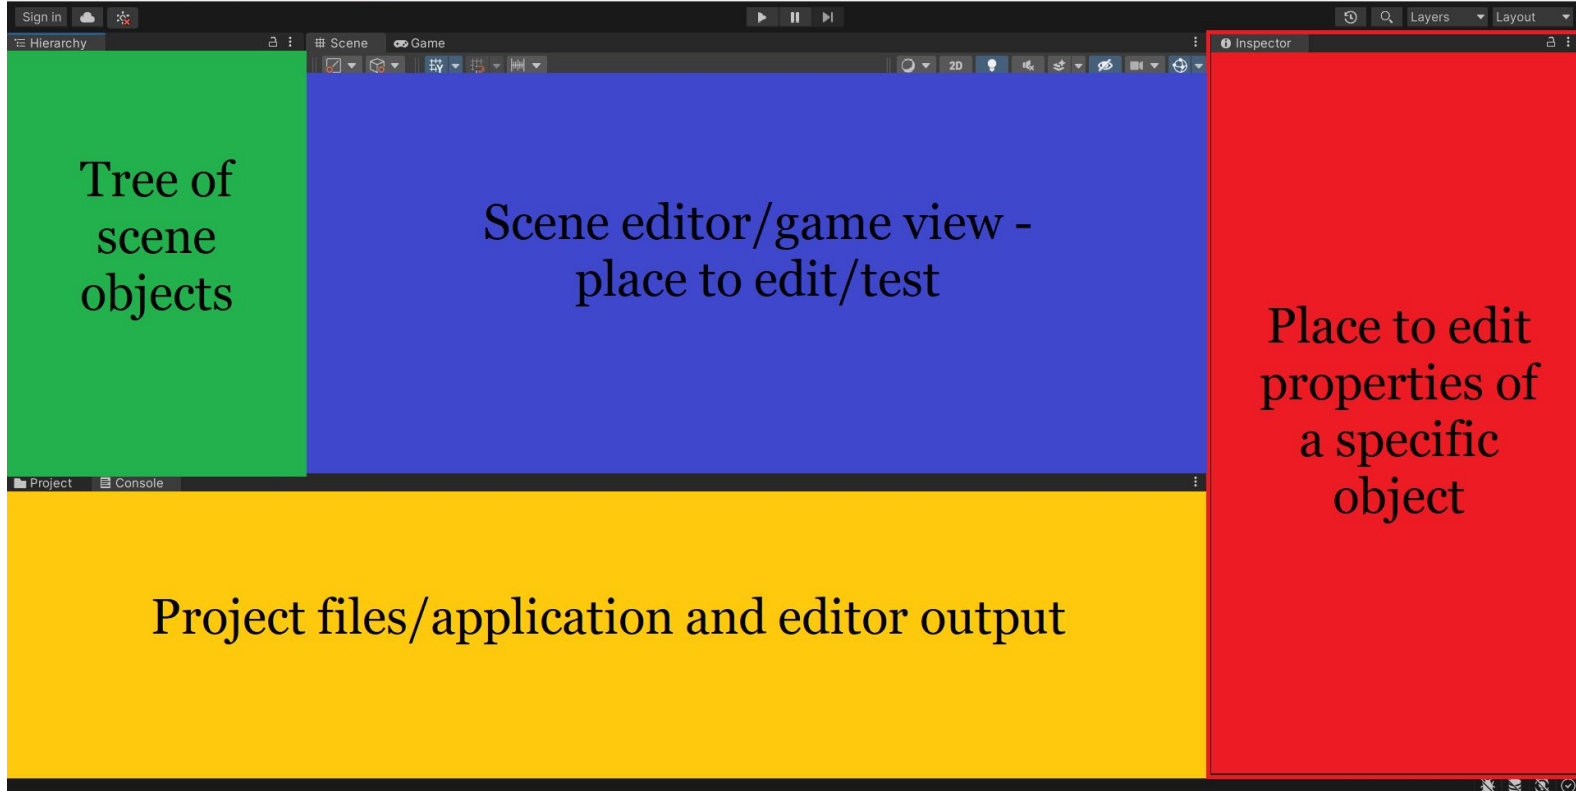 Sign in
Layers
Layout
Hierarchy
Scene
Game
Inspector
2D
Tree of
scene
objects
Scene editor/game view -
place to edit/test
Place to edit
properties of
a specific
object
Project
Console
Project files/application and editor output